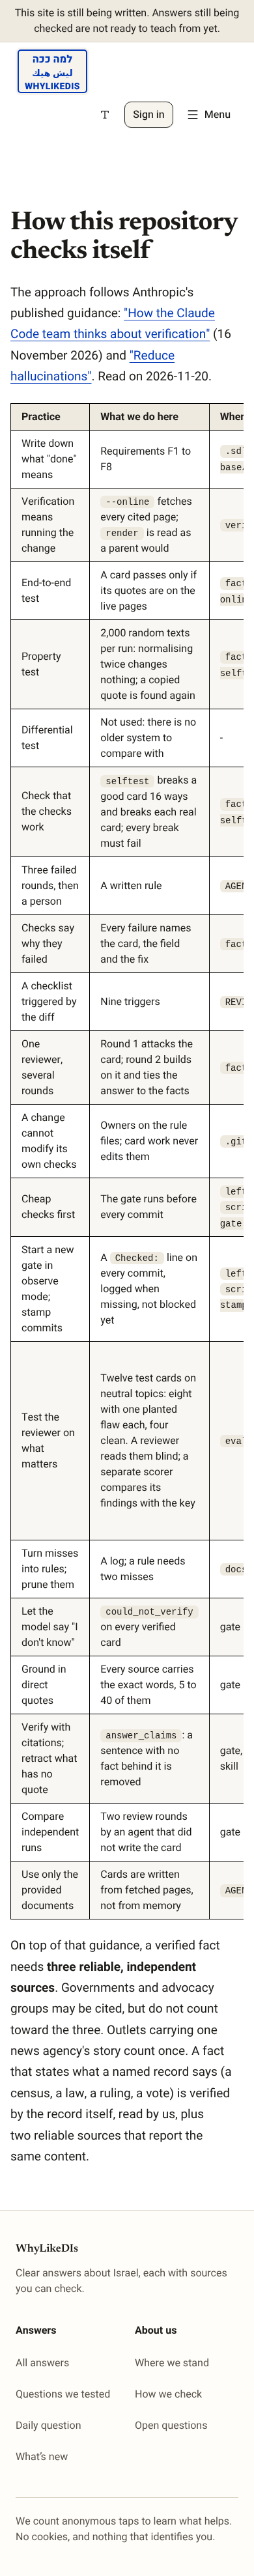 This site is still being written. Answers still being
checked are not ready to teach from yet.
למה ככה
ليش هيك
WHYLIKEDIS
T
Sign in
Menu
How this repository
checks itself
The approach follows Anthropic's
published guidance: "How the Claude
Code team thinks about verification" (16
November 2026) and "Reduce
hallucinations". Read on 2026-11-20.
Practice
What we do here
Write down
what "done"
means
Requirements F1 to
F8
Verification
means
running the
change
--online fetches
every cited page;
render is read as
a parent would
End-to-end
test
A card passes only if
its quotes are on the
live pages
Property
test
2,000 random texts
per run: normalising
twice changes
nothing; a copied
quote is found again
Differential
test
Not used: there is no
older system to
compare with
-
Check that
the checks
work
selftest breaks a
good card 16 ways
and breaks each real
card; every break
must fail
Three failed
rounds, then
a person
A written rule
Checks say
why they
failed
Every failure names
the card, the field
and the fix
A checklist
triggered by
the diff
Nine triggers
One
reviewer,
several
rounds
Round 1 attacks the
card; round 2 builds
on it and ties the
answer to the facts
A change
cannot
modify its
own checks
Owners on the rule
files; card work never
edits them
Cheap
checks first
The gate runs before
every commit
gate
Start a new
gate in
observe
mode;
stamp
commits
A Checked: line on
every commit,
logged when
missing, not blocked
yet
Test the
reviewer on
what
matters
Twelve test cards on
neutral topics: eight
with one planted
flaw each, four
clean. A reviewer
reads them blind; a
separate scorer
compares its
findings with the key
Turn misses
into rules;
prune them
A log; a rule needs
two misses
Let the
model say "I
don't know"
could_not_verify
on every verified
card
gate
Ground in
direct
quotes
Every source carries
the exact words, 5 to
40 of them
gate
Verify with
citations;
retract what
has no
quote
answer_claims: a
sentence with no
fact behind it is
removed
gate,
skill
Compare
independent
runs
Two review rounds
by an agent that did
not write the card
gate
Use only the
provided
documents
Cards are written
from fetched pages,
not from memory
On top of that guidance, a verified fact
needs three reliable, independent
sources. Governments and advocacy
groups may be cited, but do not count
toward the three. Outlets carrying one
news agency's story count once. A fact
that states what a named record says (a
census, a law, a ruling, a vote) is verified
by the record itself, read by us, plus
two reliable sources that report the
same content.
WhyLikeDIs
Clear answers about Israel, each with sources
you can check.
Answers
About us
All answers
Where we stand
Questions we tested
How we check
Daily question
Open questions
What's new
We count anonymous taps to learn what helps.
No cookies, and nothing that identifies you.